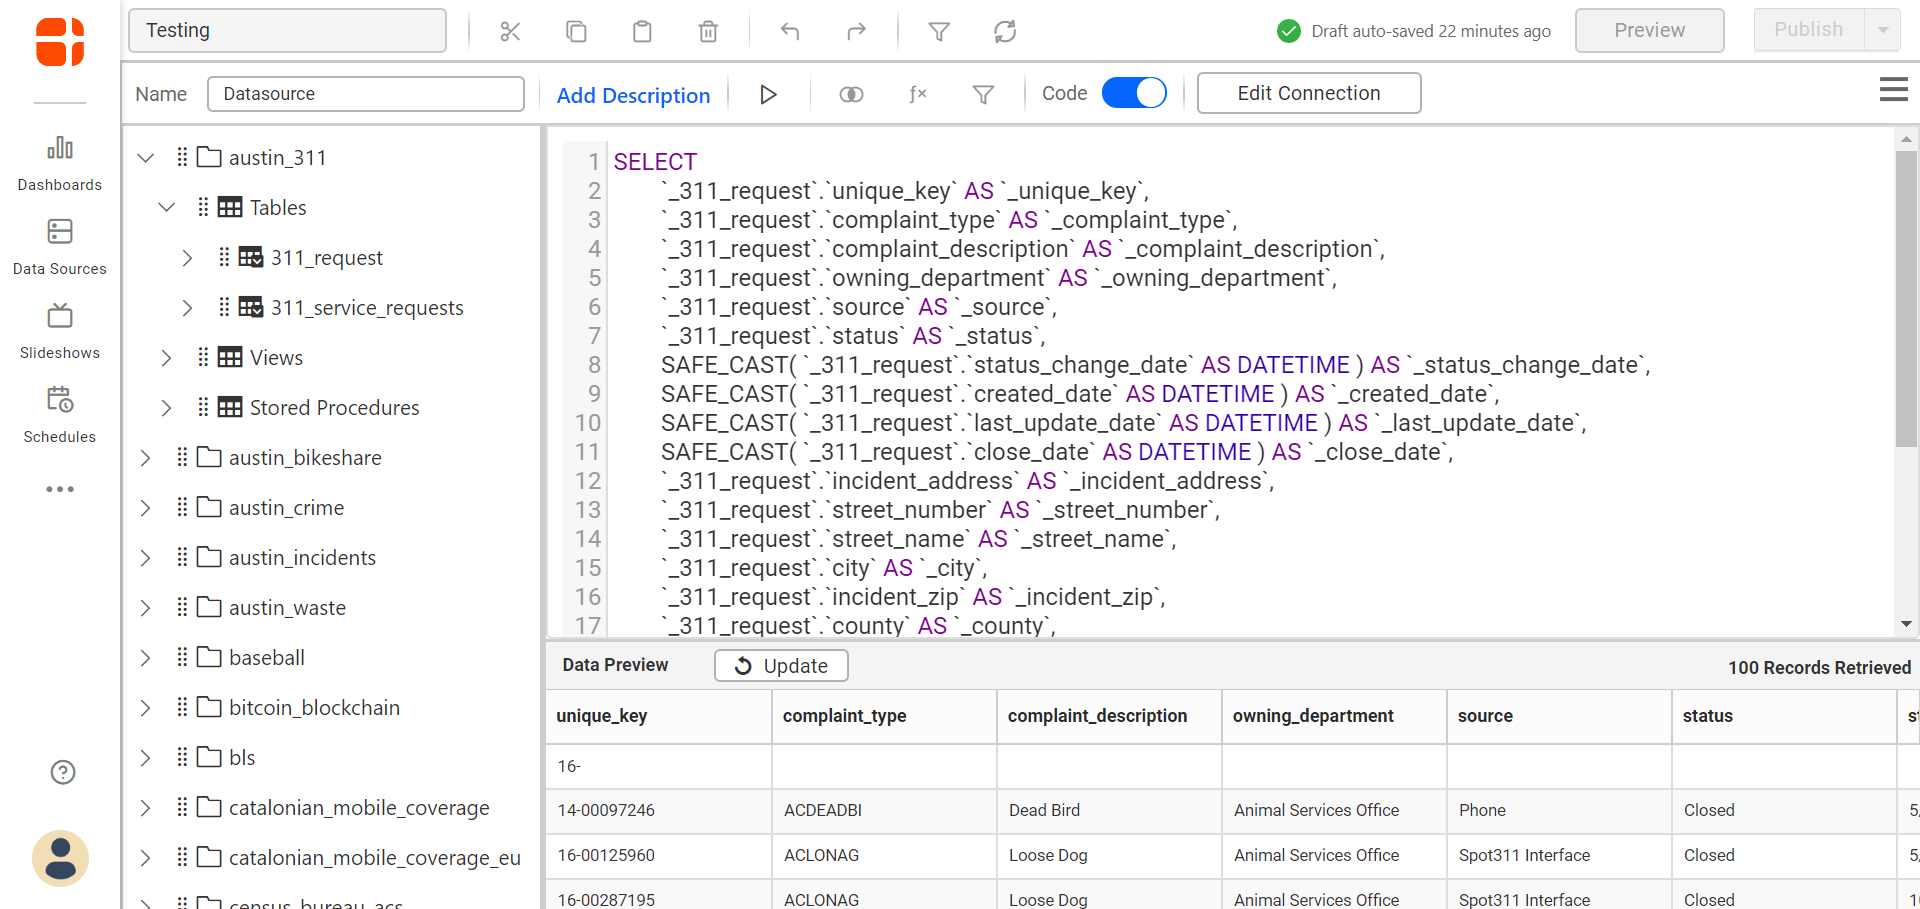 Testing
Draft auto-saved 22 minutes ago
Preview
Publish
Name
Datasource
Add Description
ƒ×
Code
Edit Connection
Dashboards
Data Sources
Slideshows
Schedules
austin_311
Tables
311_request
311_service_requests
Views
Stored Procedures
austin_bikeshare
austin_crime
austin_incidents
austin_waste
baseball
bitcoin_blockchain
bls
catalonian_mobile_coverage
catalonian_mobile_coverage_eu
census_bureau_acs
1 SELECT
2 `_311_request`.`unique_key` AS `_unique_key`,
3 `_311_request`.`complaint_type` AS `_complaint_type`,
4 `_311_request`.`complaint_description` AS `_complaint_description`,
5 `_311_request`.`owning_department` AS `_owning_department`,
6 `_311_request`.`source` AS `_source`,
7 `_311_request`.`status` AS `_status`,
8 SAFE_CAST( `_311_request`.`status_change_date` AS DATETIME ) AS `_status_change_date`,
9 SAFE_CAST( `_311_request`.`created_date` AS DATETIME ) AS `_created_date`,
10 SAFE_CAST( `_311_request`.`last_update_date` AS DATETIME ) AS `_last_update_date`,
11 SAFE_CAST( `_311_request`.`close_date` AS DATETIME ) AS `_close_date`,
12 `_311_request`.`incident_address` AS `_incident_address`,
13 `_311_request`.`street_number` AS `_street_number`,
14 `_311_request`.`street_name` AS `_street_name`,
15 `_311_request`.`city` AS `_city`,
16 `_311_request`.`incident_zip` AS `_incident_zip`,
17 `_311_request`.`county` AS `_county`,
Data Preview
Update
100 Records Retrieved
unique_key complaint_type complaint_description owning_department source status
16-
14-00097246 ACDEADBI Dead Bird Animal Services Office Phone Closed 5
16-00125960 ACLONAG Loose Dog Animal Services Office Spot311 Interface Closed 5
16-00287195 ACLONAG Loose Dog Animal Services Office Spot311 Interface Closed